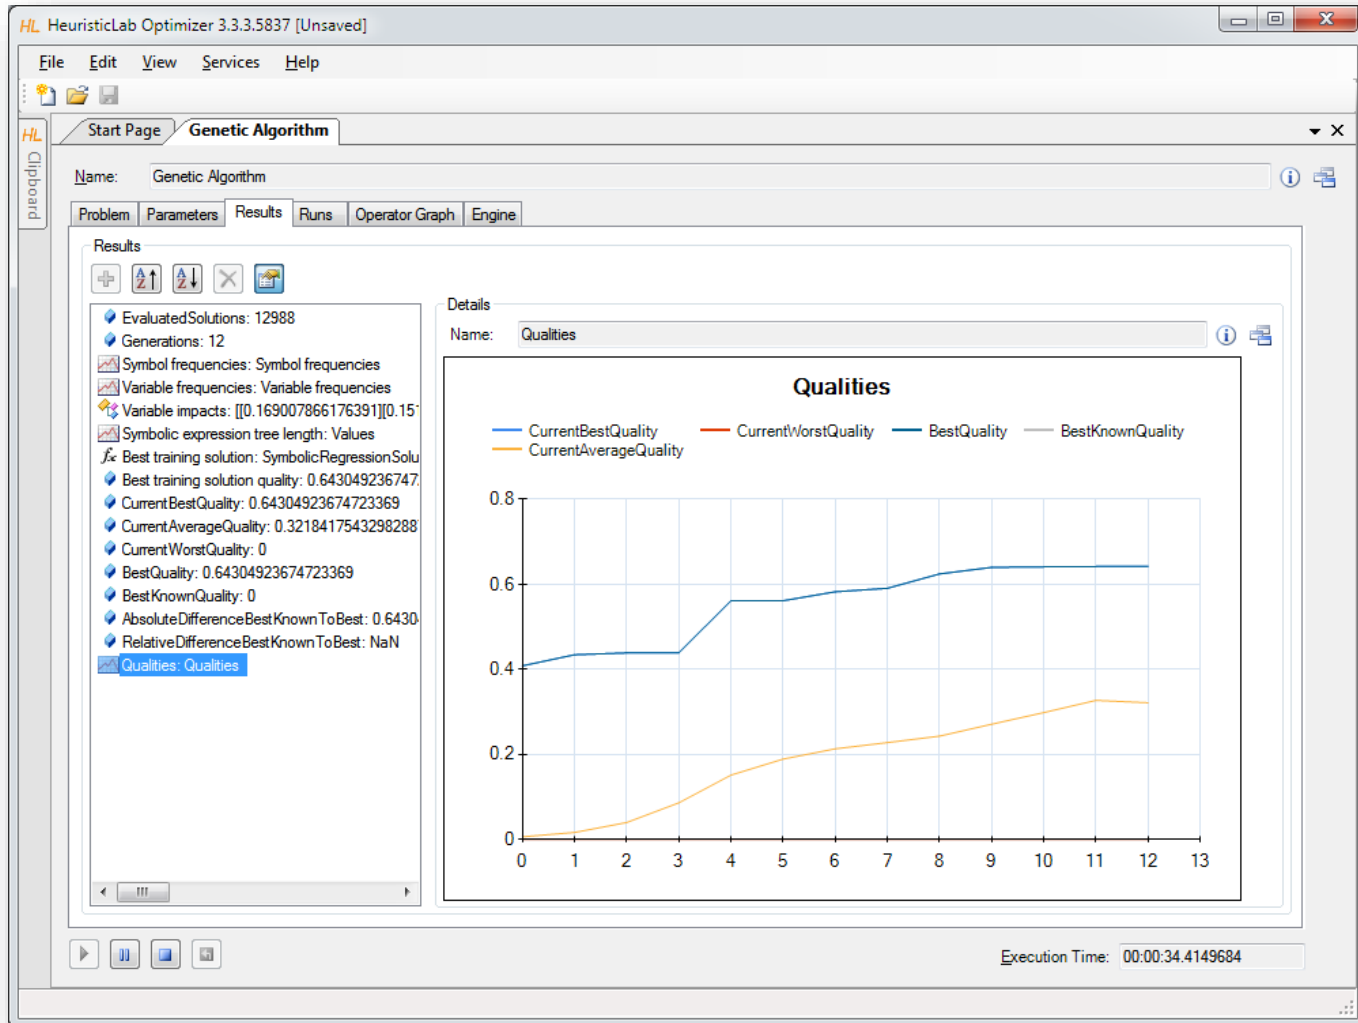 HL HeuristicLab Optimizer 3.3.3.5837 [Unsaved]
File Edit View Services Help
HL Clipboard
Start Page Genetic Algorithm
Name: Genetic Algorithm
Problem Parameters Results Runs Operator Graph Engine
Results
EvaluatedSolutions: 12988
Generations: 12
Symbol frequencies: Symbol frequencies
Variable frequencies: Variable frequencies
Variable impacts: [[0.169007866176391][0.15
Symbolic expression tree length: Values
Best training solution: SymbolicRegressionSolu
Best training solution quality: 0.643049236747
CurrentBestQuality: 0.64304923674723369
CurrentAverageQuality: 0.3218417543298288
CurrentWorstQuality: 0
BestQuality: 0.64304923674723369
BestKnownQuality: 0
AbsoluteDifferenceBestKnownToBest: 0.6430
RelativeDifferenceBestKnownToBest: NaN
Qualities: Qualities
Details
Name: Qualities
Qualities
CurrentBestQuality CurrentWorstQuality BestQuality BestKnownQuality
CurrentAverageQuality
0.8
0.6
0.4
0.2
0
0 1 2 3 4 5 6 7 8 9 10 11 12 13
Execution Time: 00:00:34.4149684